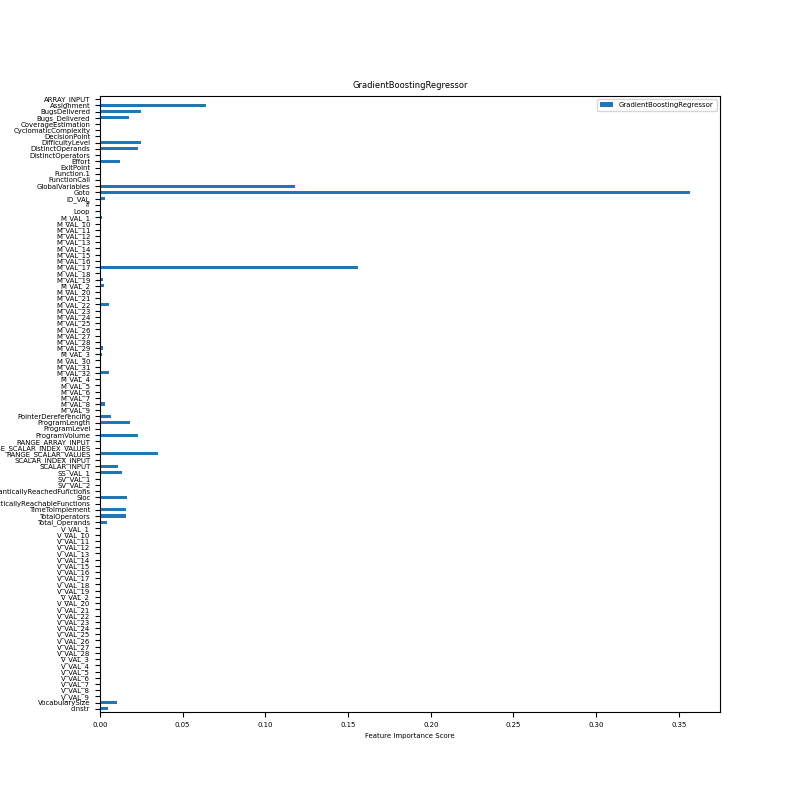 GradientBoostingRegressor
GradientBoostingRegressor
ARRAY_INPUT
Assignment
BugsDelivered
Bugs_Delivered
CoverageEstimation
CyclomaticComplexity
DecisionPoint
DifficultyLevel
DistinctOperands
DistinctOperators
Effort
ExitPoint
Function.1
FunctionCall
GlobalVariables
Goto
ID_VAL
If
Loop
M_VAL_1
M_VAL_10
M_VAL_11
M_VAL_12
M_VAL_13
M_VAL_14
M_VAL_15
M_VAL_16
M_VAL_17
M_VAL_18
M_VAL_19
M_VAL_2
M_VAL_20
M_VAL_21
M_VAL_22
M_VAL_23
M_VAL_24
M_VAL_25
M_VAL_26
M_VAL_27
M_VAL_28
M_VAL_29
M_VAL_3
M_VAL_30
M_VAL_31
M_VAL_32
M_VAL_4
M_VAL_5
M_VAL_6
M_VAL_7
M_VAL_8
M_VAL_9
PointerDereferencing
ProgramLength
ProgramLevel
ProgramVolume
RANGE_ARRAY_INPUT
E_SCALAR_INDEX_VALUES
RANGE_SCALAR_VALUES
SCALAR_INDEX_INPUT
SCALAR_INPUT
SS_VAL_1
SV_VAL_1
SV_VAL_2
anticallyReachedFunctions
Sloc
ticallyReachableFunctions
TimeToImplement
TotalOperators
Total_Operands
V_VAL_1
V_VAL_10
V_VAL_11
V_VAL_12
V_VAL_13
V_VAL_14
V_VAL_15
V_VAL_16
V_VAL_17
V_VAL_18
V_VAL_19
V_VAL_2
V_VAL_20
V_VAL_21
V_VAL_22
V_VAL_23
V_VAL_24
V_VAL_25
V_VAL_26
V_VAL_27
V_VAL_28
V_VAL_3
V_VAL_4
V_VAL_5
V_VAL_6
V_VAL_7
V_VAL_8
V_VAL_9
VocabularySize
cInstr
0.00 0.05 0.10 0.15 0.20 0.25 0.30 0.35
Feature Importance Score